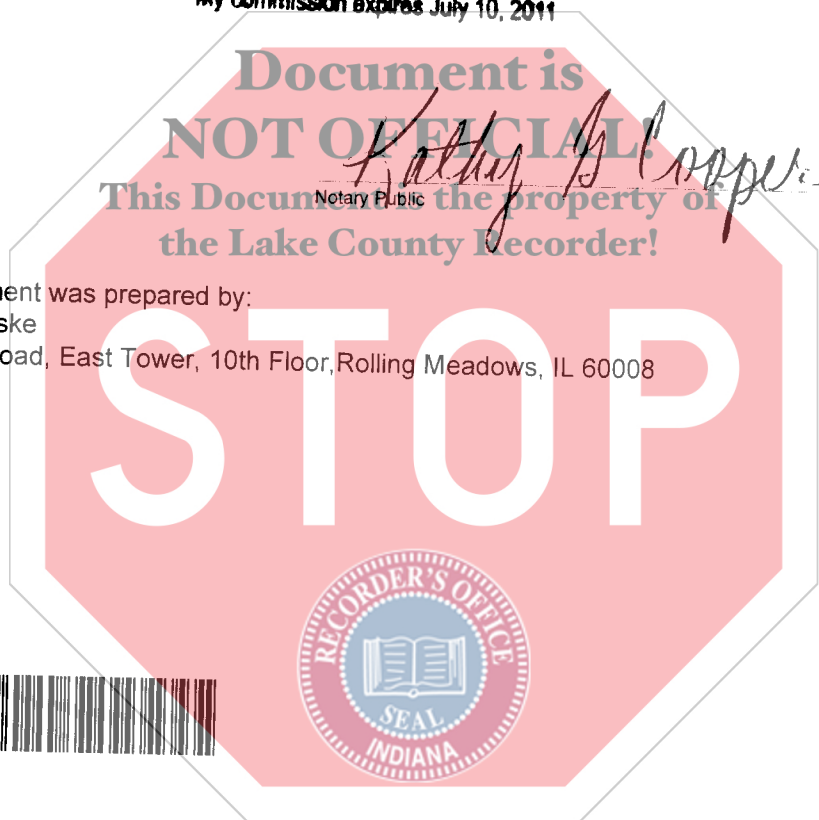 My commission expires July 10, 2011
Document is
NOT OFFICIAL!
Kathy B Cooper
Notary Public
This Document is the property of
the Lake County Recorder!
ent was prepared by:
ske
oad, East Tower, 10th Floor,Rolling Meadows, IL 60008
STOP
RECORDER'S OFFICE
SEAL
INDIANA